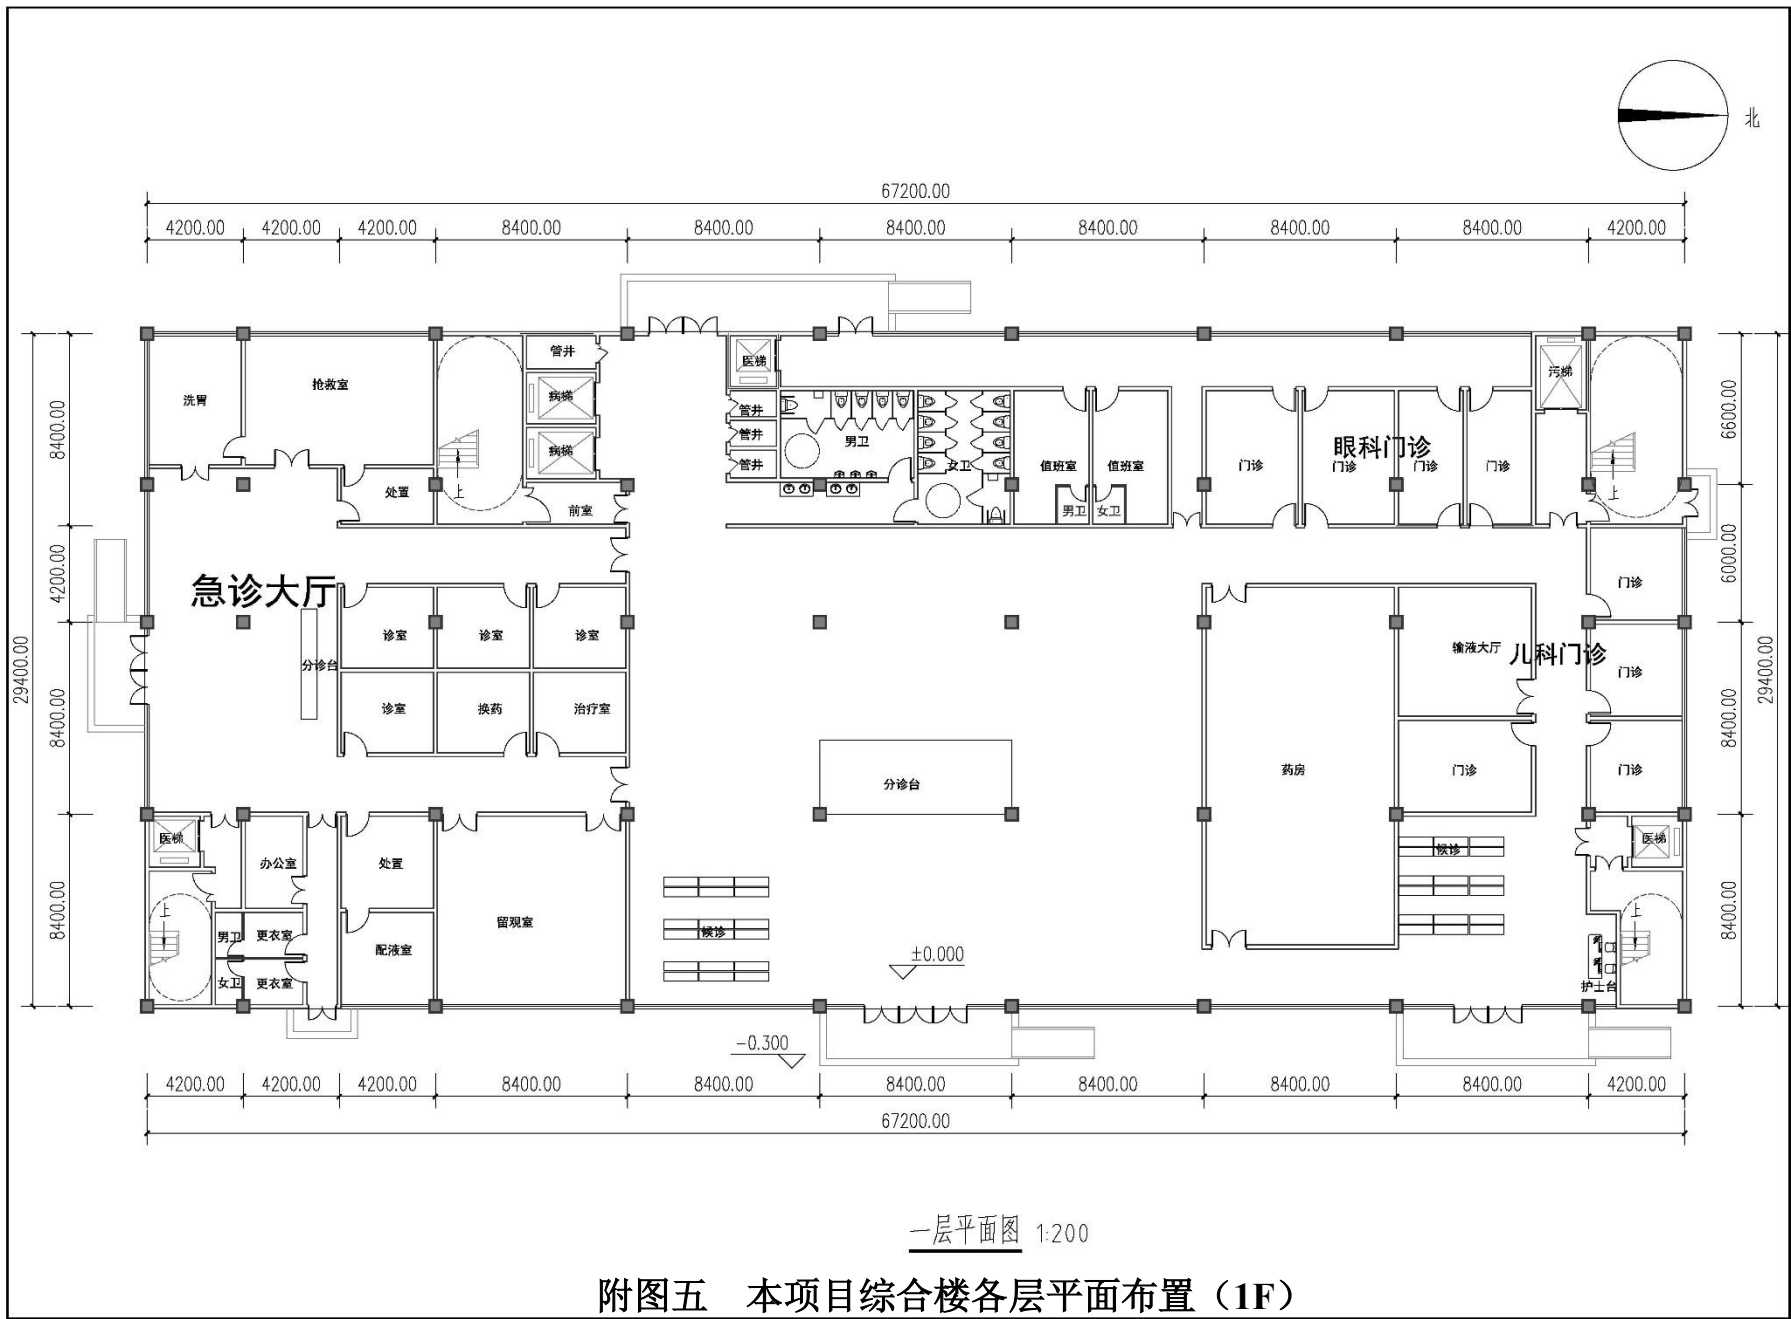 北
67200.00
4200.00 4200.00 4200.00 8400.00 8400.00 8400.00 8400.00 8400.00 8400.00 4200.00
管井
医梯
污梯
洗胃
抢救室
病梯
管井
病梯
管井
管井
男卫
女卫
值班室
值班室
男卫
女卫
门诊
眼科门诊
门诊
门诊
门诊
处置
上
前室
上
8400.00
4200.00
8400.00
8400.00
29400.00
6600.00
6000.00
8400.00
8400.00
29400.00
急诊大厅
分诊台
诊室
诊室
诊室
诊室
换药
治疗室
门诊
输液大厅
儿科门诊
门诊
药房
门诊
门诊
分诊台
医梯
办公室
处置
候诊
医梯
上
男卫
更衣室
女卫
更衣室
配液室
留观室
候诊
±0.000
上
护士台
-0.300
4200.00 4200.00 4200.00 8400.00 8400.00 8400.00 8400.00 8400.00 8400.00 4200.00
67200.00
一层平面图 1:200
附图五 本项目综合楼各层平面布置（1F）